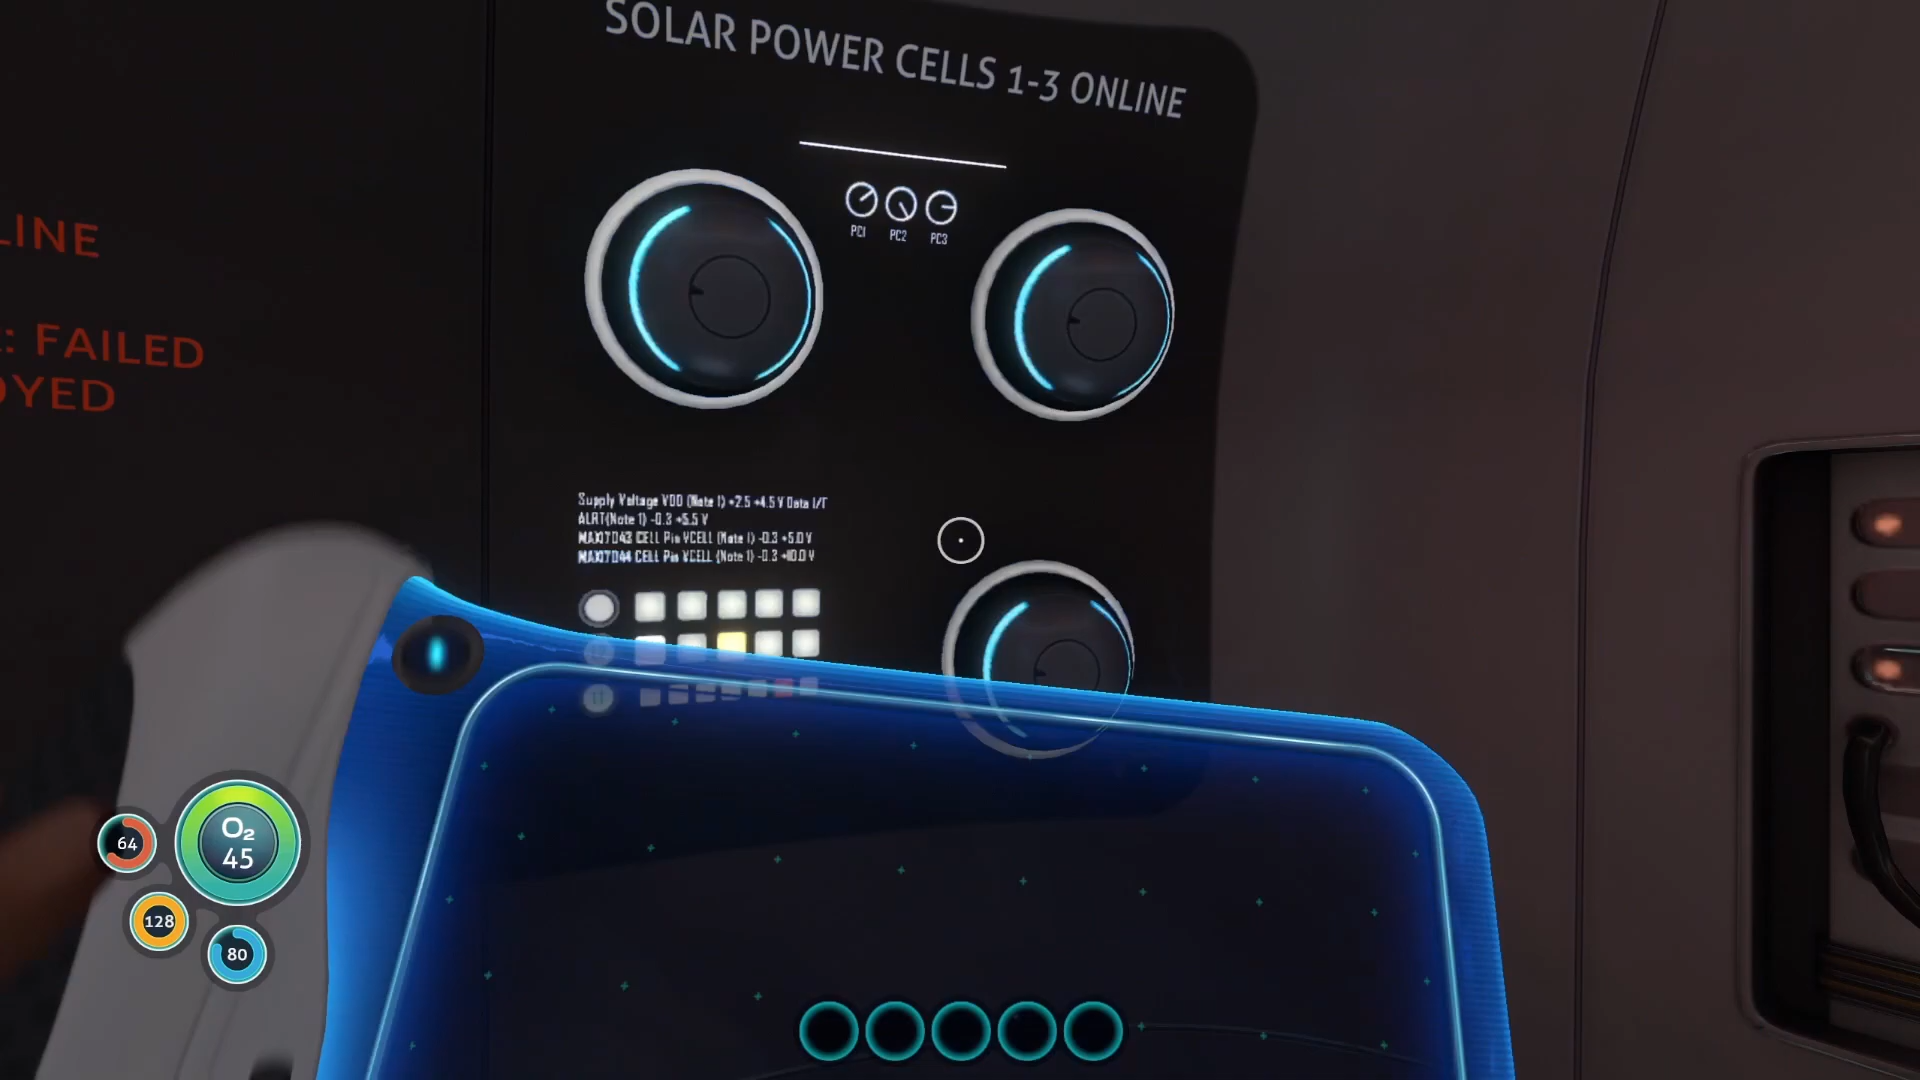 SOLAR POWER CELLS 1-3 ONLINE
PC1 PC2 PC3
LINE
: FAILED
OYED
Supply Voltage VDD (Note 1) +2.5 +4.5 V Data I/F
ALRT(Note 1) -0.3 +5.5 V
MAX17043 CELL Pin VCELL (Note 1) -0.3 +5.0 V
MAX17044 CELL Pin VCELL (Note 1) -0.3 +10.0 V
O₂
45
64
128
80